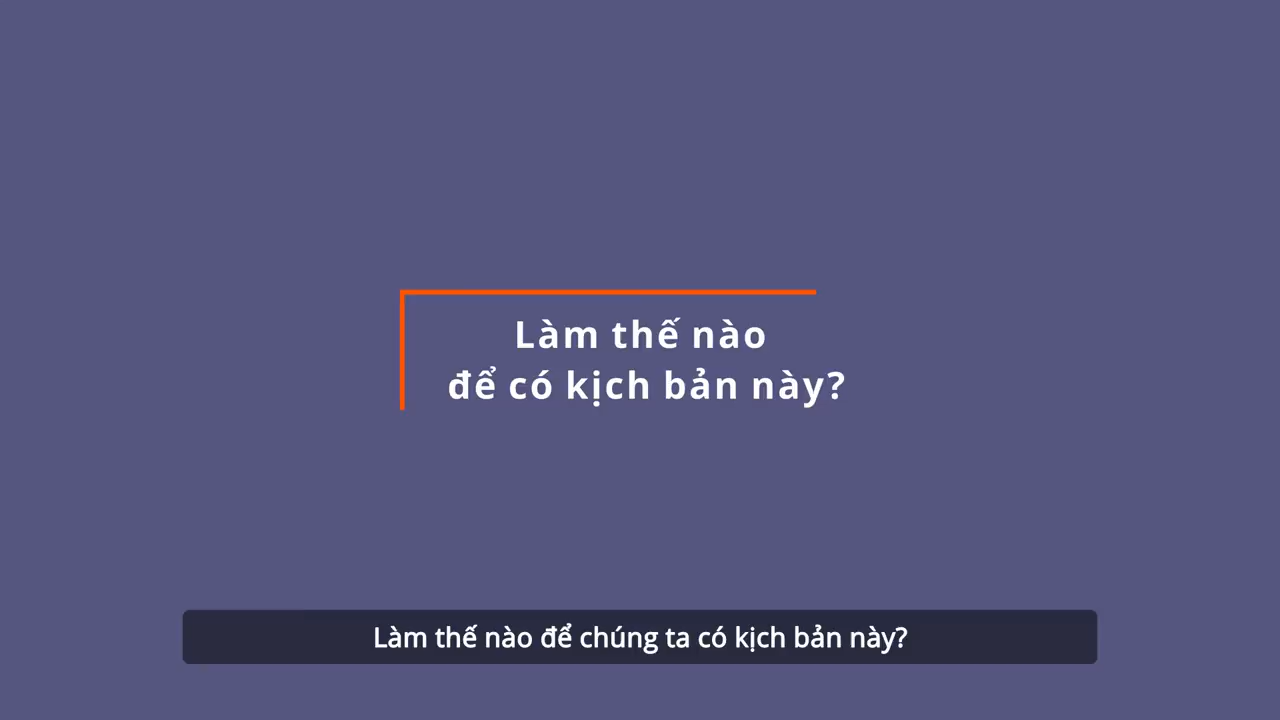 Làm thế nào
để có kịch bản này?
Làm thế nào để chúng ta có kịch bản này?